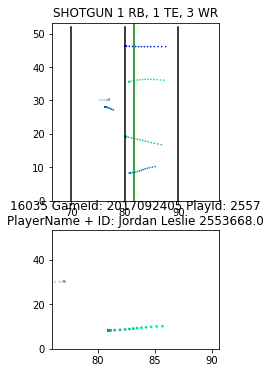 SHOTGUN 1 RB, 1 TE, 3 WR
50
40
30
20
10
0
70 80 90
16035 GameId: 2017092405 PlayId: 2557
PlayerName + ID: Jordan Leslie 2553668.0
40
20
0
80 85 90